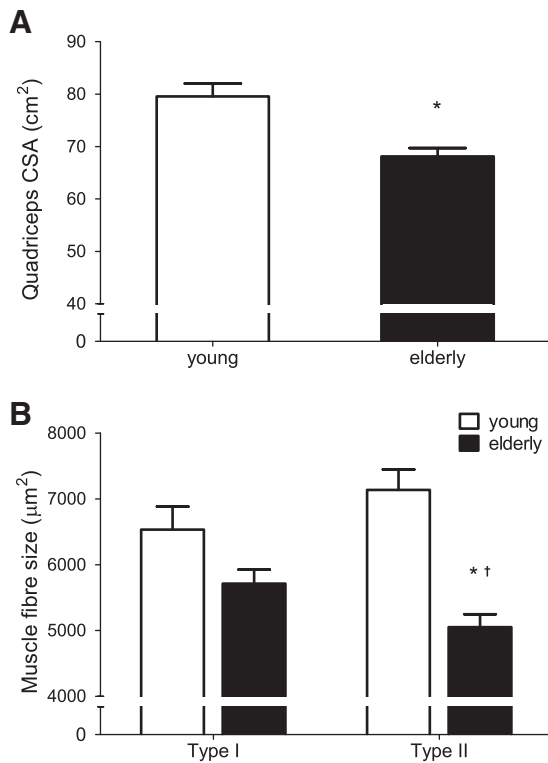 A
Quadriceps CSA (cm²)
90
80
70
60
50
40
0
*
young
elderly
B
Muscle fibre size (μm²)
8000
7000
6000
5000
4000
0
young
elderly
* †
Type I
Type II